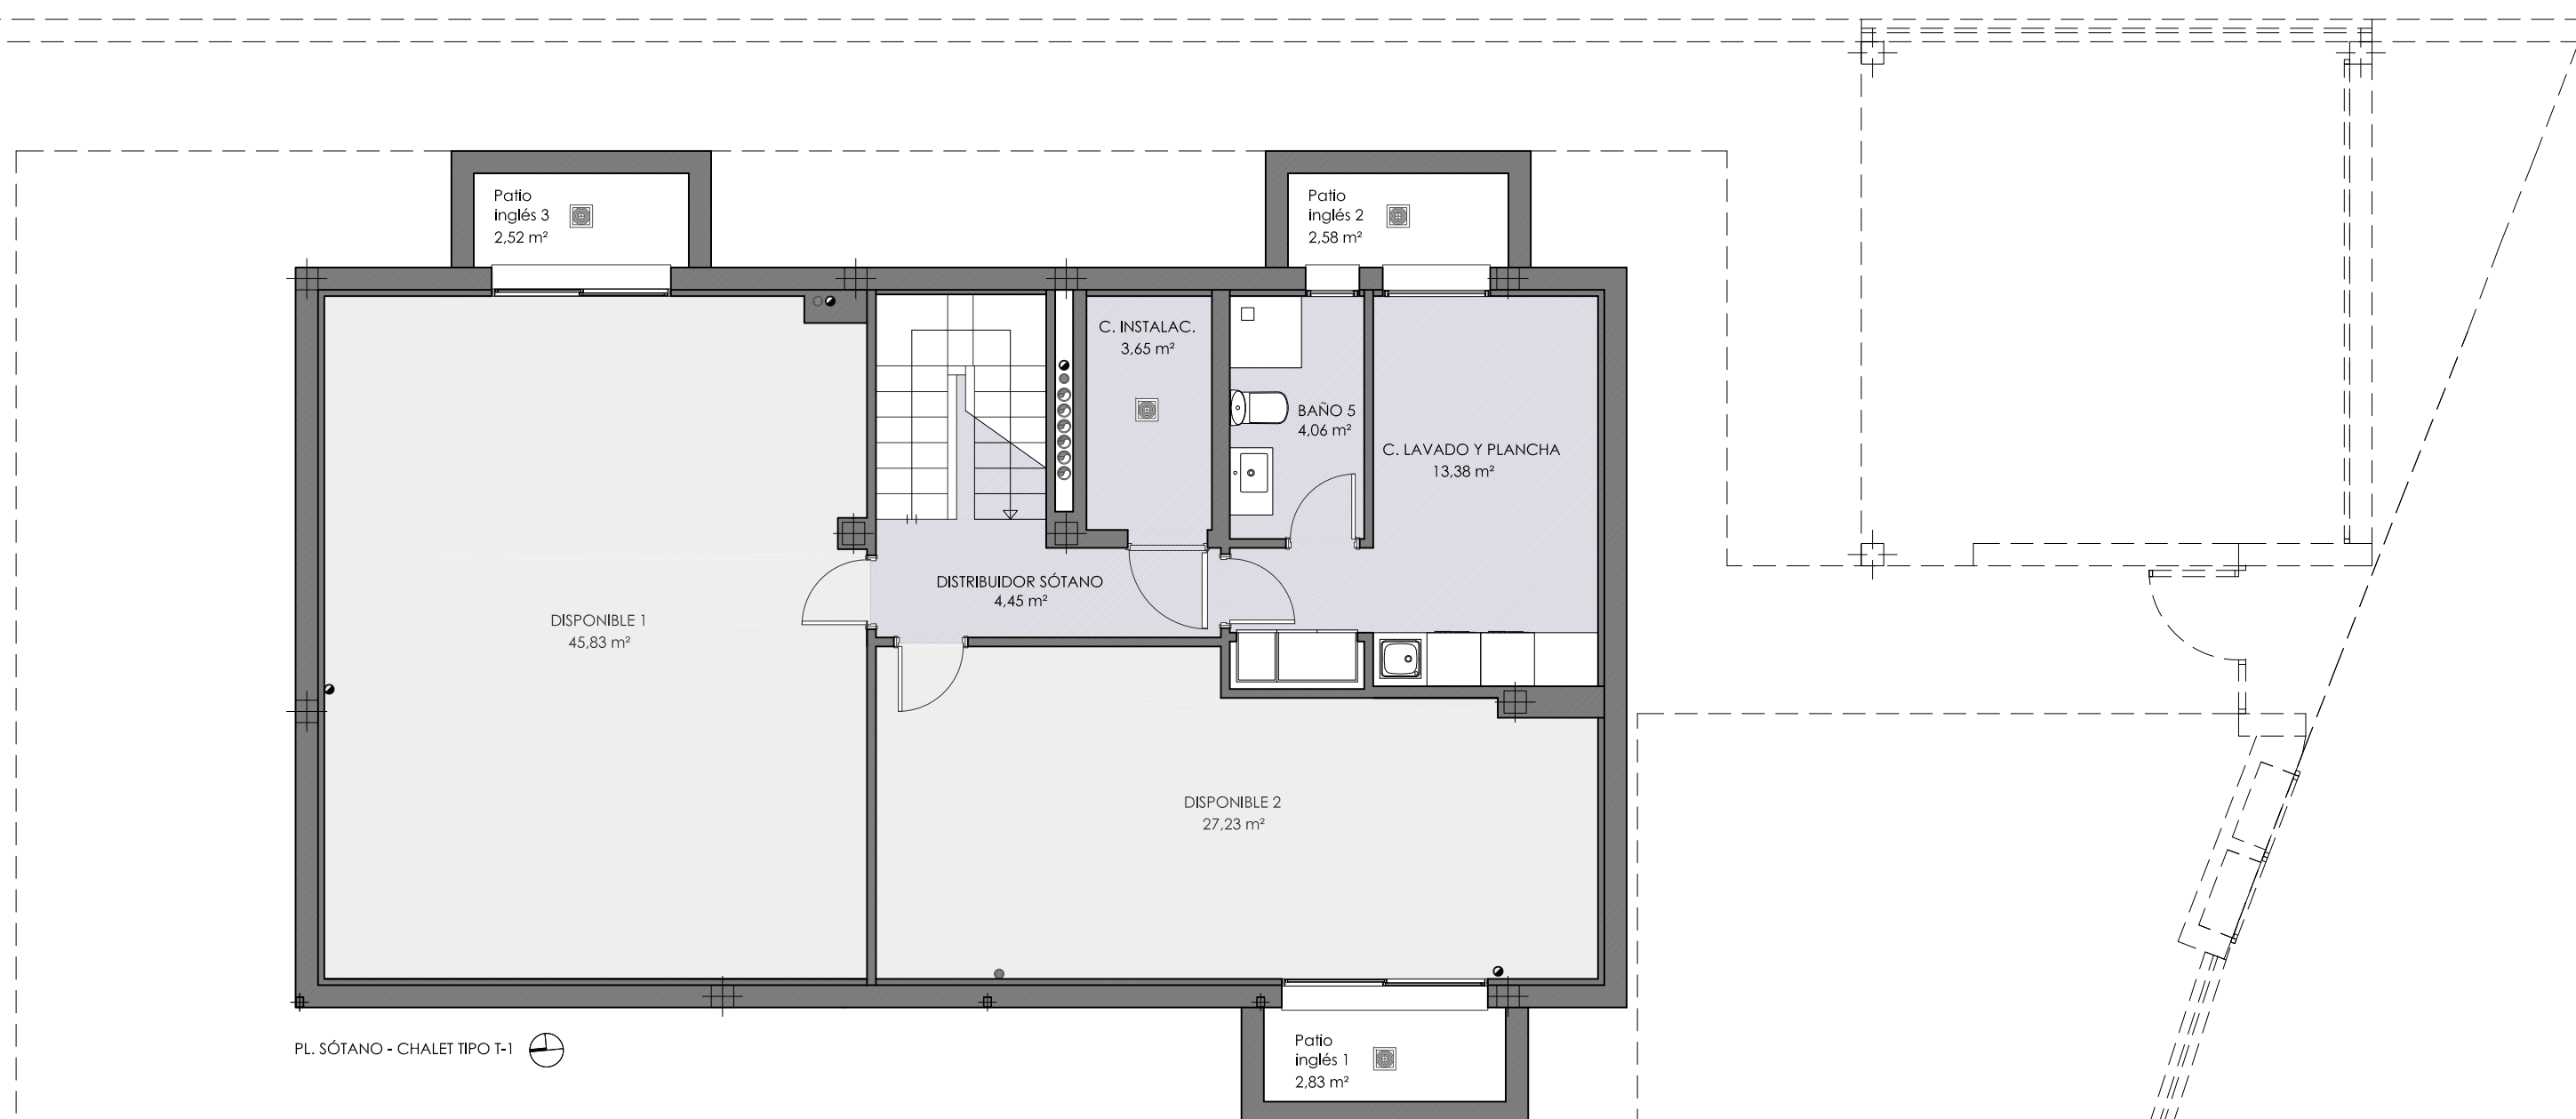 Patio
inglés 3
2,52 m²
Patio
inglés 2
2,58 m²
C. INSTALAC.
3,65 m²
BAÑO 5
4,06 m²
C. LAVADO Y PLANCHA
13,38 m²
DISTRIBUIDOR SÓTANO
4,45 m²
DISPONIBLE 1
45,83 m²
DISPONIBLE 2
27,23 m²
PL. SÓTANO - CHALET TIPO T-1
Patio
inglés 1
2,83 m²